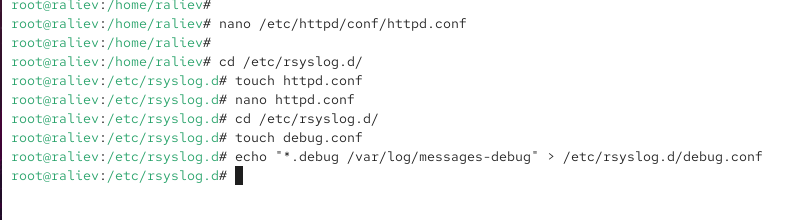 root@raliev:/home/raliev#
root@raliev:/home/raliev# nano /etc/httpd/conf/httpd.conf
root@raliev:/home/raliev#
root@raliev:/home/raliev# cd /etc/rsyslog.d/
root@raliev:/etc/rsyslog.d# touch httpd.conf
root@raliev:/etc/rsyslog.d# nano httpd.conf
root@raliev:/etc/rsyslog.d# cd /etc/rsyslog.d/
root@raliev:/etc/rsyslog.d# touch debug.conf
root@raliev:/etc/rsyslog.d# echo "*.debug /var/log/messages-debug" > /etc/rsyslog.d/debug.conf
root@raliev:/etc/rsyslog.d#